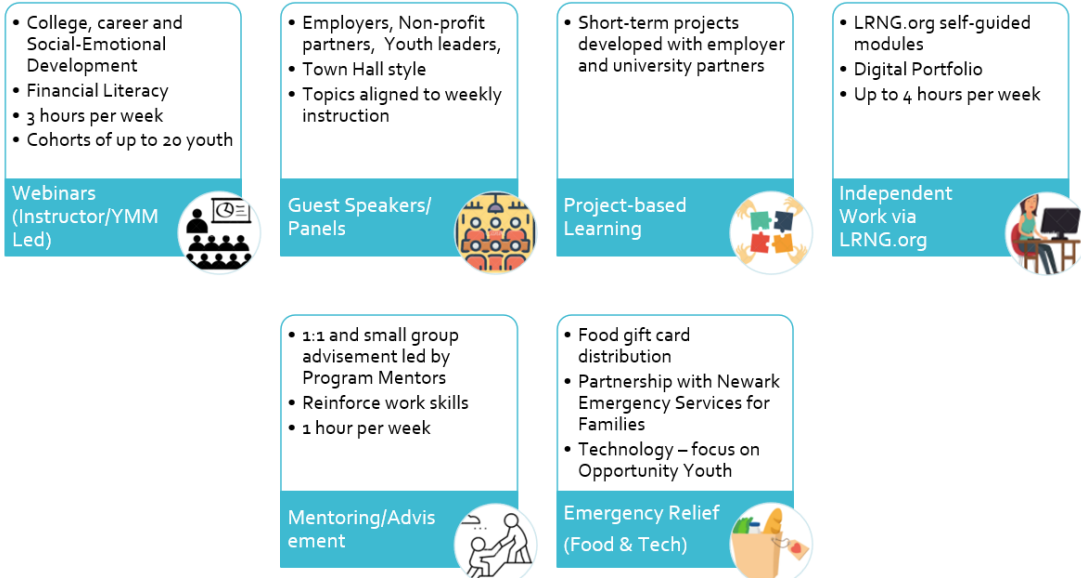 • College, career and
Social-Emotional
Development
• Financial Literacy
• 3 hours per week
• Cohorts of up to 20 youth
Webinars
(Instructor/YMM
Led)
• Employers, Non-profit
partners,  Youth leaders,
• Town Hall style
• Topics aligned to weekly
instruction
Guest Speakers/
Panels
• Short-term projects
developed with employer
and university partners
Project-based
Learning
• LRNG.org self-guided
modules
• Digital Portfolio
• Up to 4 hours per week
Independent
Work via
LRNG.org
• 1:1 and small group
advisement led by
Program Mentors
• Reinforce work skills
• 1 hour per week
Mentoring/Advis
ement
• Food gift card
distribution
• Partnership with Newark
Emergency Services for
Families
• Technology – focus on
Opportunity Youth
Emergency Relief
(Food & Tech)